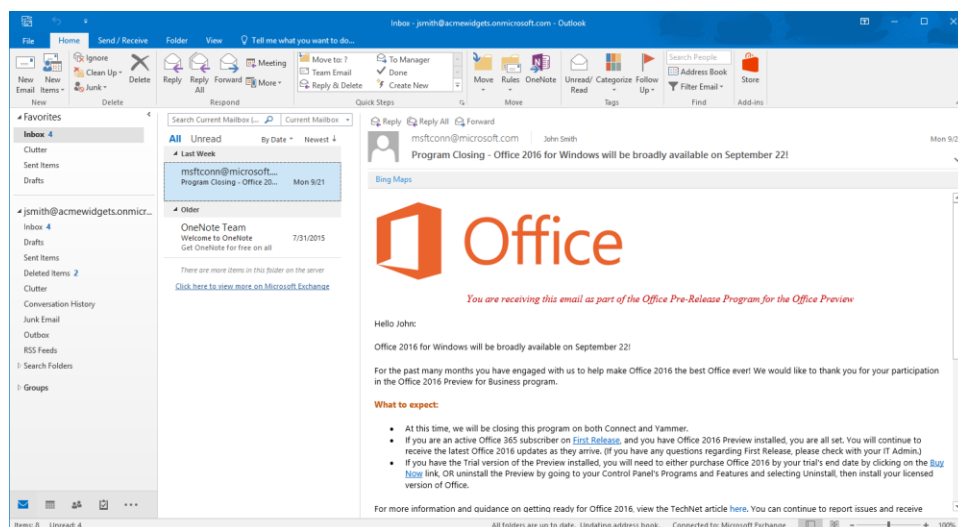 Inbox - jsmith@acmewidgets.onmicrosoft.com - Outlook
File Home Send / Receive Folder View Tell me what you want to do...
New Email
New Items
Ignore
Clean Up
Junk
Delete
Reply
Reply All
Forward
Meeting
More
Move to: ?
Team Email
Reply & Delete
To Manager
Done
Create New
Move
Rules
OneNote
Unread/ Read
Categorize
Follow Up
Search People
Address Book
Filter Email
Store
New Delete Respond Quick Steps Move Tags Find Add-ins
Favorites
Inbox 4
Clutter
Sent Items
Drafts
jsmith@acmewidgets.onmicr...
Inbox 4
Drafts
Sent Items
Deleted Items 2
Clutter
Conversation History
Junk Email
Outbox
RSS Feeds
Search Folders
Groups
Search Current Mailbox (... Current Mailbox
All Unread By Date Newest ↓
Last Week
msftconn@microsoft....
Program Closing - Office 20... Mon 9/21
Older
OneNote Team
Welcome to OneNote 7/31/2015
Get OneNote for free on all
There are more items in this folder on the server
Click here to view more on Microsoft Exchange
Reply Reply All Forward
msftconn@microsoft.com John Smith Mon 9/2
Program Closing - Office 2016 for Windows will be broadly available on September 22!
Bing Maps
Office
You are receiving this email as part of the Office Pre-Release Program for the Office Preview
Hello John:
Office 2016 for Windows will be broadly available on September 22!
For the past many months you have engaged with us to help make Office 2016 the best Office ever! We would like to thank you for your participation
in the Office 2016 Preview for Business program.
What to expect:
• At this time, we will be closing this program on both Connect and Yammer.
• If you are an active Office 365 subscriber on First Release, and you have Office 2016 Preview installed, you are all set. You will continue to
receive the latest Office 2016 updates as they arrive. (If you have any questions regarding First Release, please check with your IT Admin.)
• If you have the Trial version of the Preview installed, you will need to either purchase Office 2016 by your trial's end date by clicking on the Buy
Now link, OR uninstall the Preview by going to your Control Panel's Programs and Features and selecting Uninstall, then install your licensed
version of Office.
For more information and guidance on getting ready for Office 2016, view the TechNet article here. You can continue to report issues and receive
Items: 6 Unread: 4 All folders are up to date. Updating address book. Connected to: Microsoft Exchange 100%